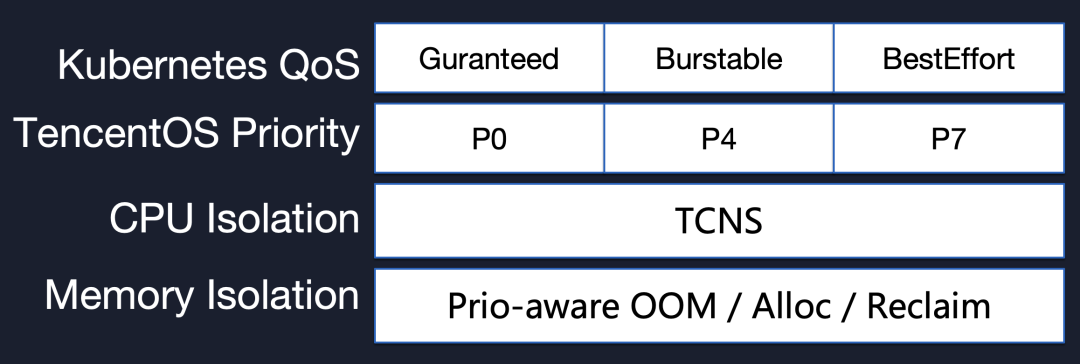 Kubernetes QoS Guranteed Burstable BestEffort
TencentOS Priority P0 P4 P7
CPU Isolation TCNS
Memory Isolation Prio-aware OOM / Alloc / Reclaim